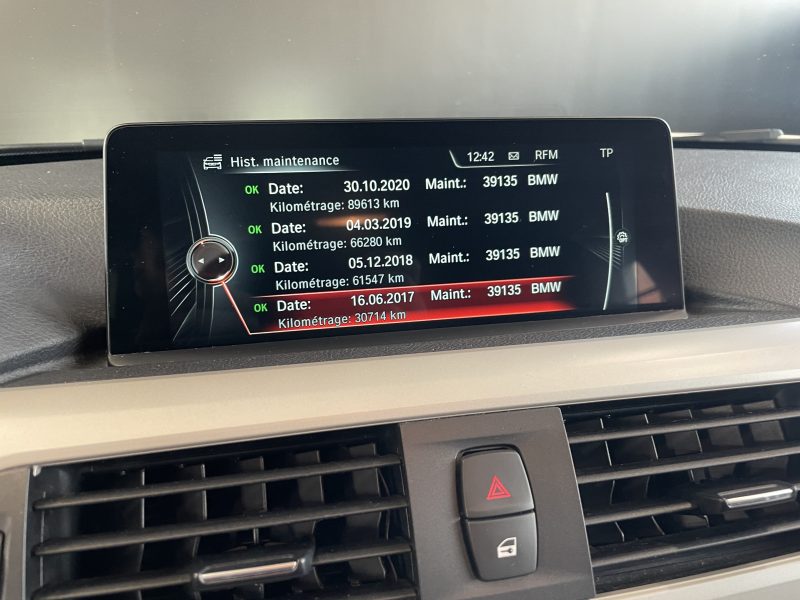 Hist. maintenance 12:42 RFM TP
OK Date: 30.10.2020 Maint.: 39135 BMW
Kilométrage: 89613 km
OK Date: 04.03.2019 Maint.: 39135 BMW
Kilométrage: 66280 km
OK Date: 05.12.2018 Maint.: 39135 BMW
Kilométrage: 61547 km
OK Date: 16.06.2017 Maint.: 39135 BMW
Kilométrage: 30714 km